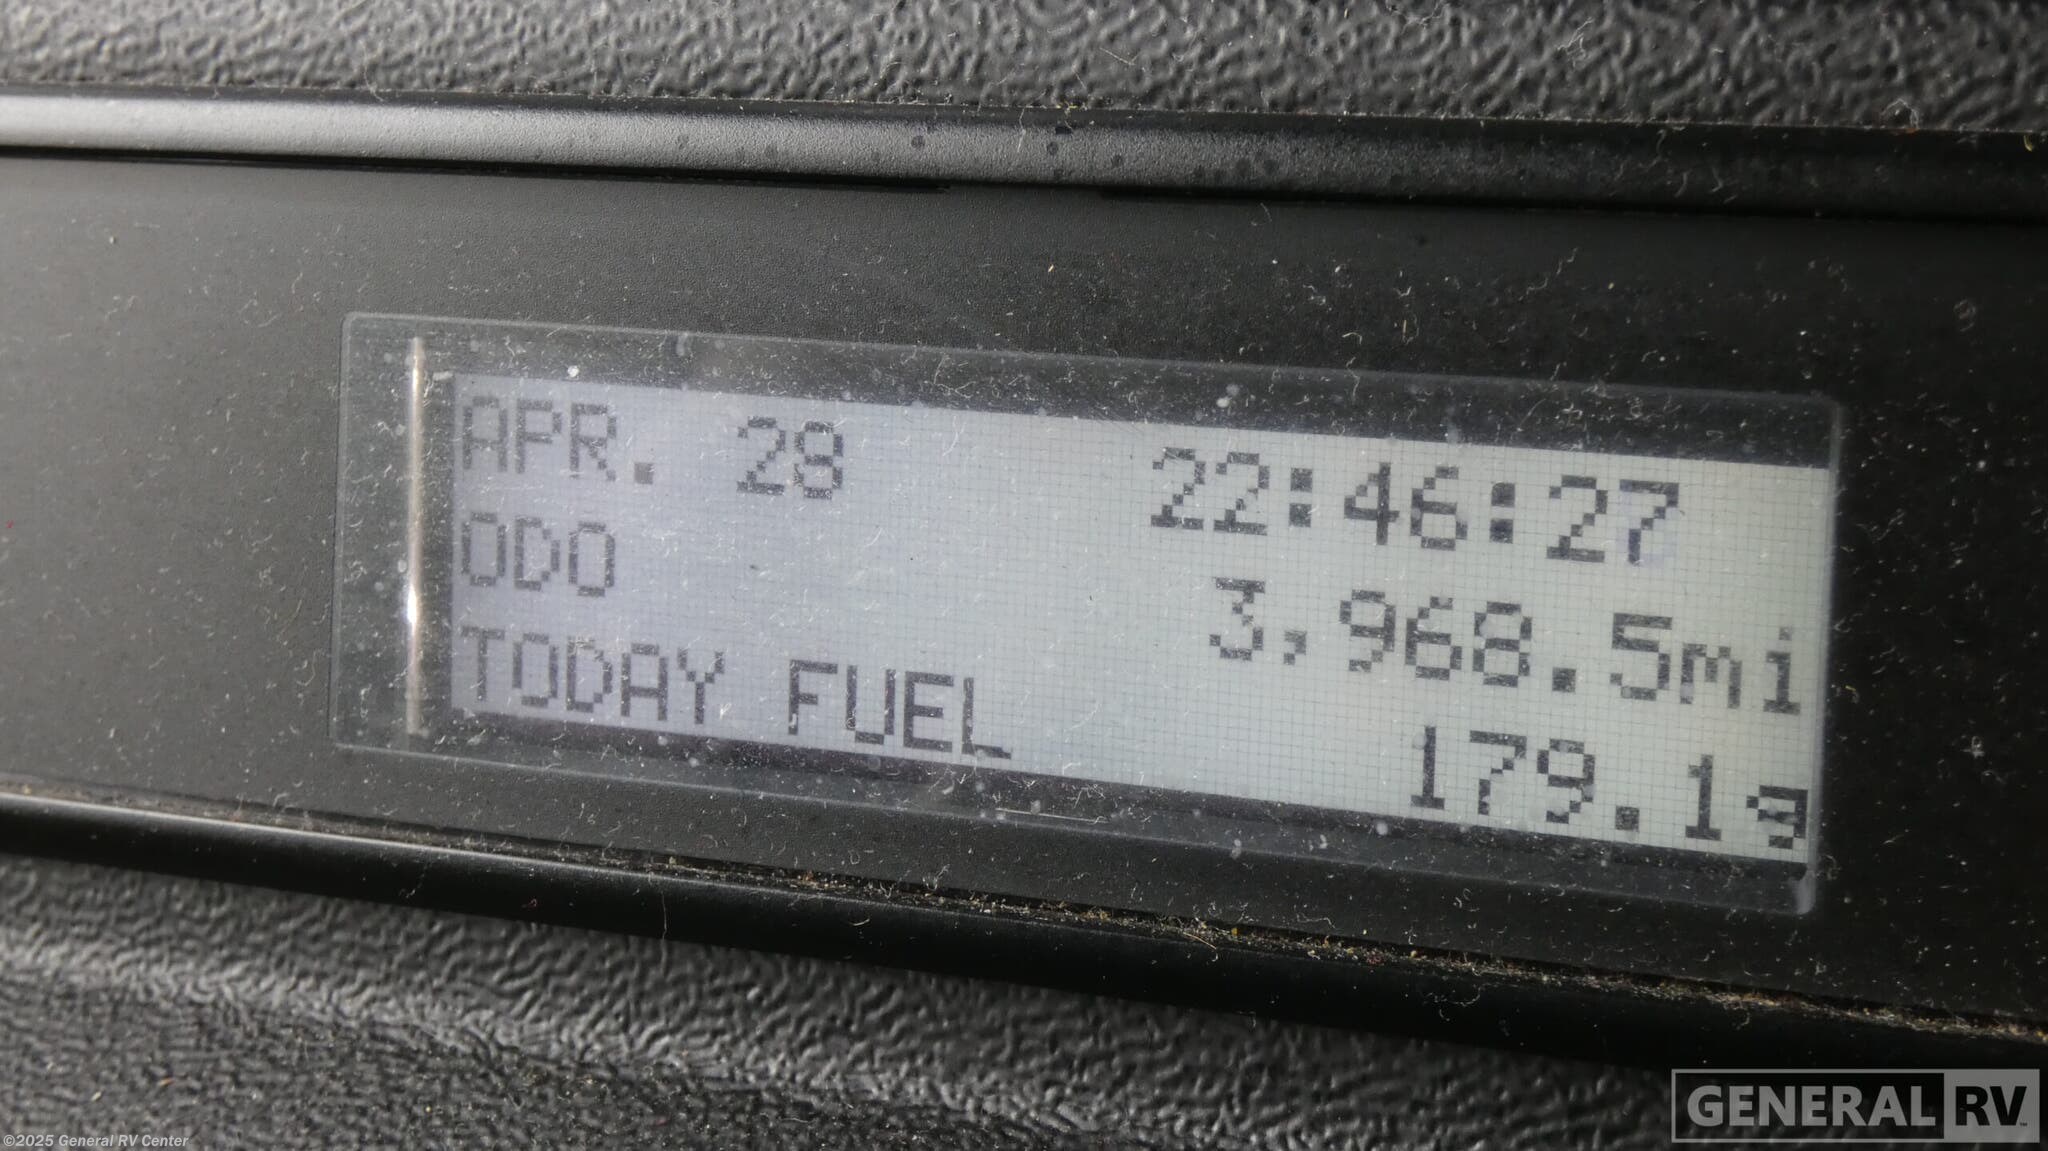 APR. 28 22:46:27
ODO 3,968.5mi
TODAY FUEL 179.1g
GENERAL RV
©2025 General RV Center